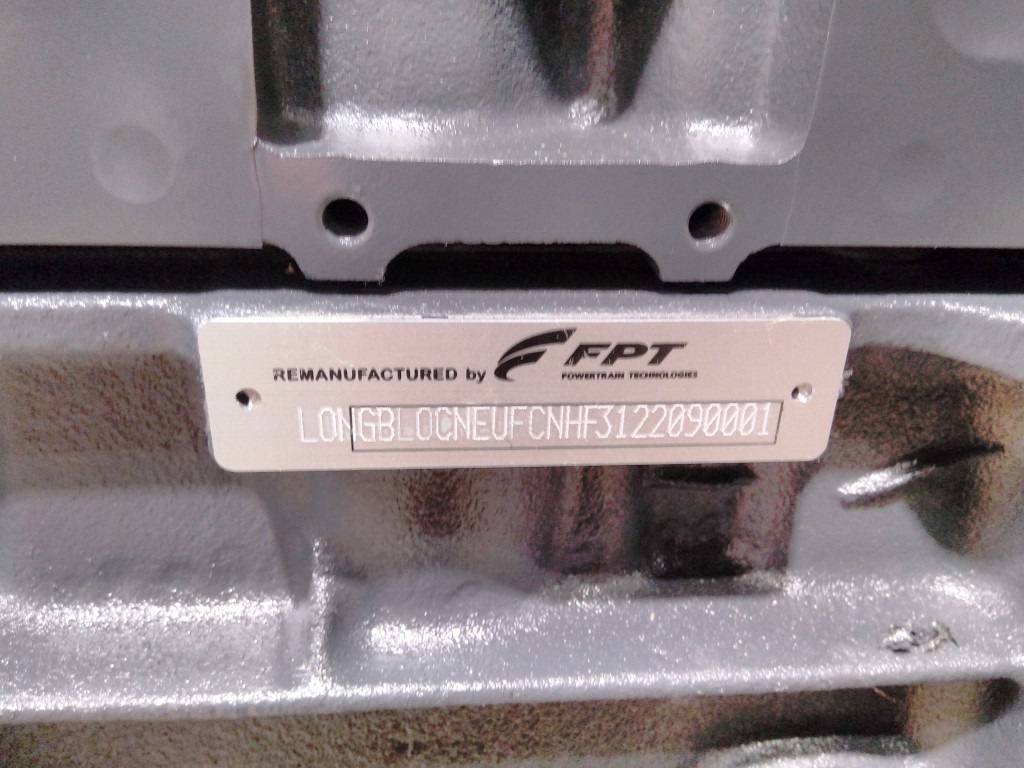 REMANUFACTURED by FPT
POWERTRAIN TECHNOLOGIES
LONGBLOCNEUFCNHF3122090001